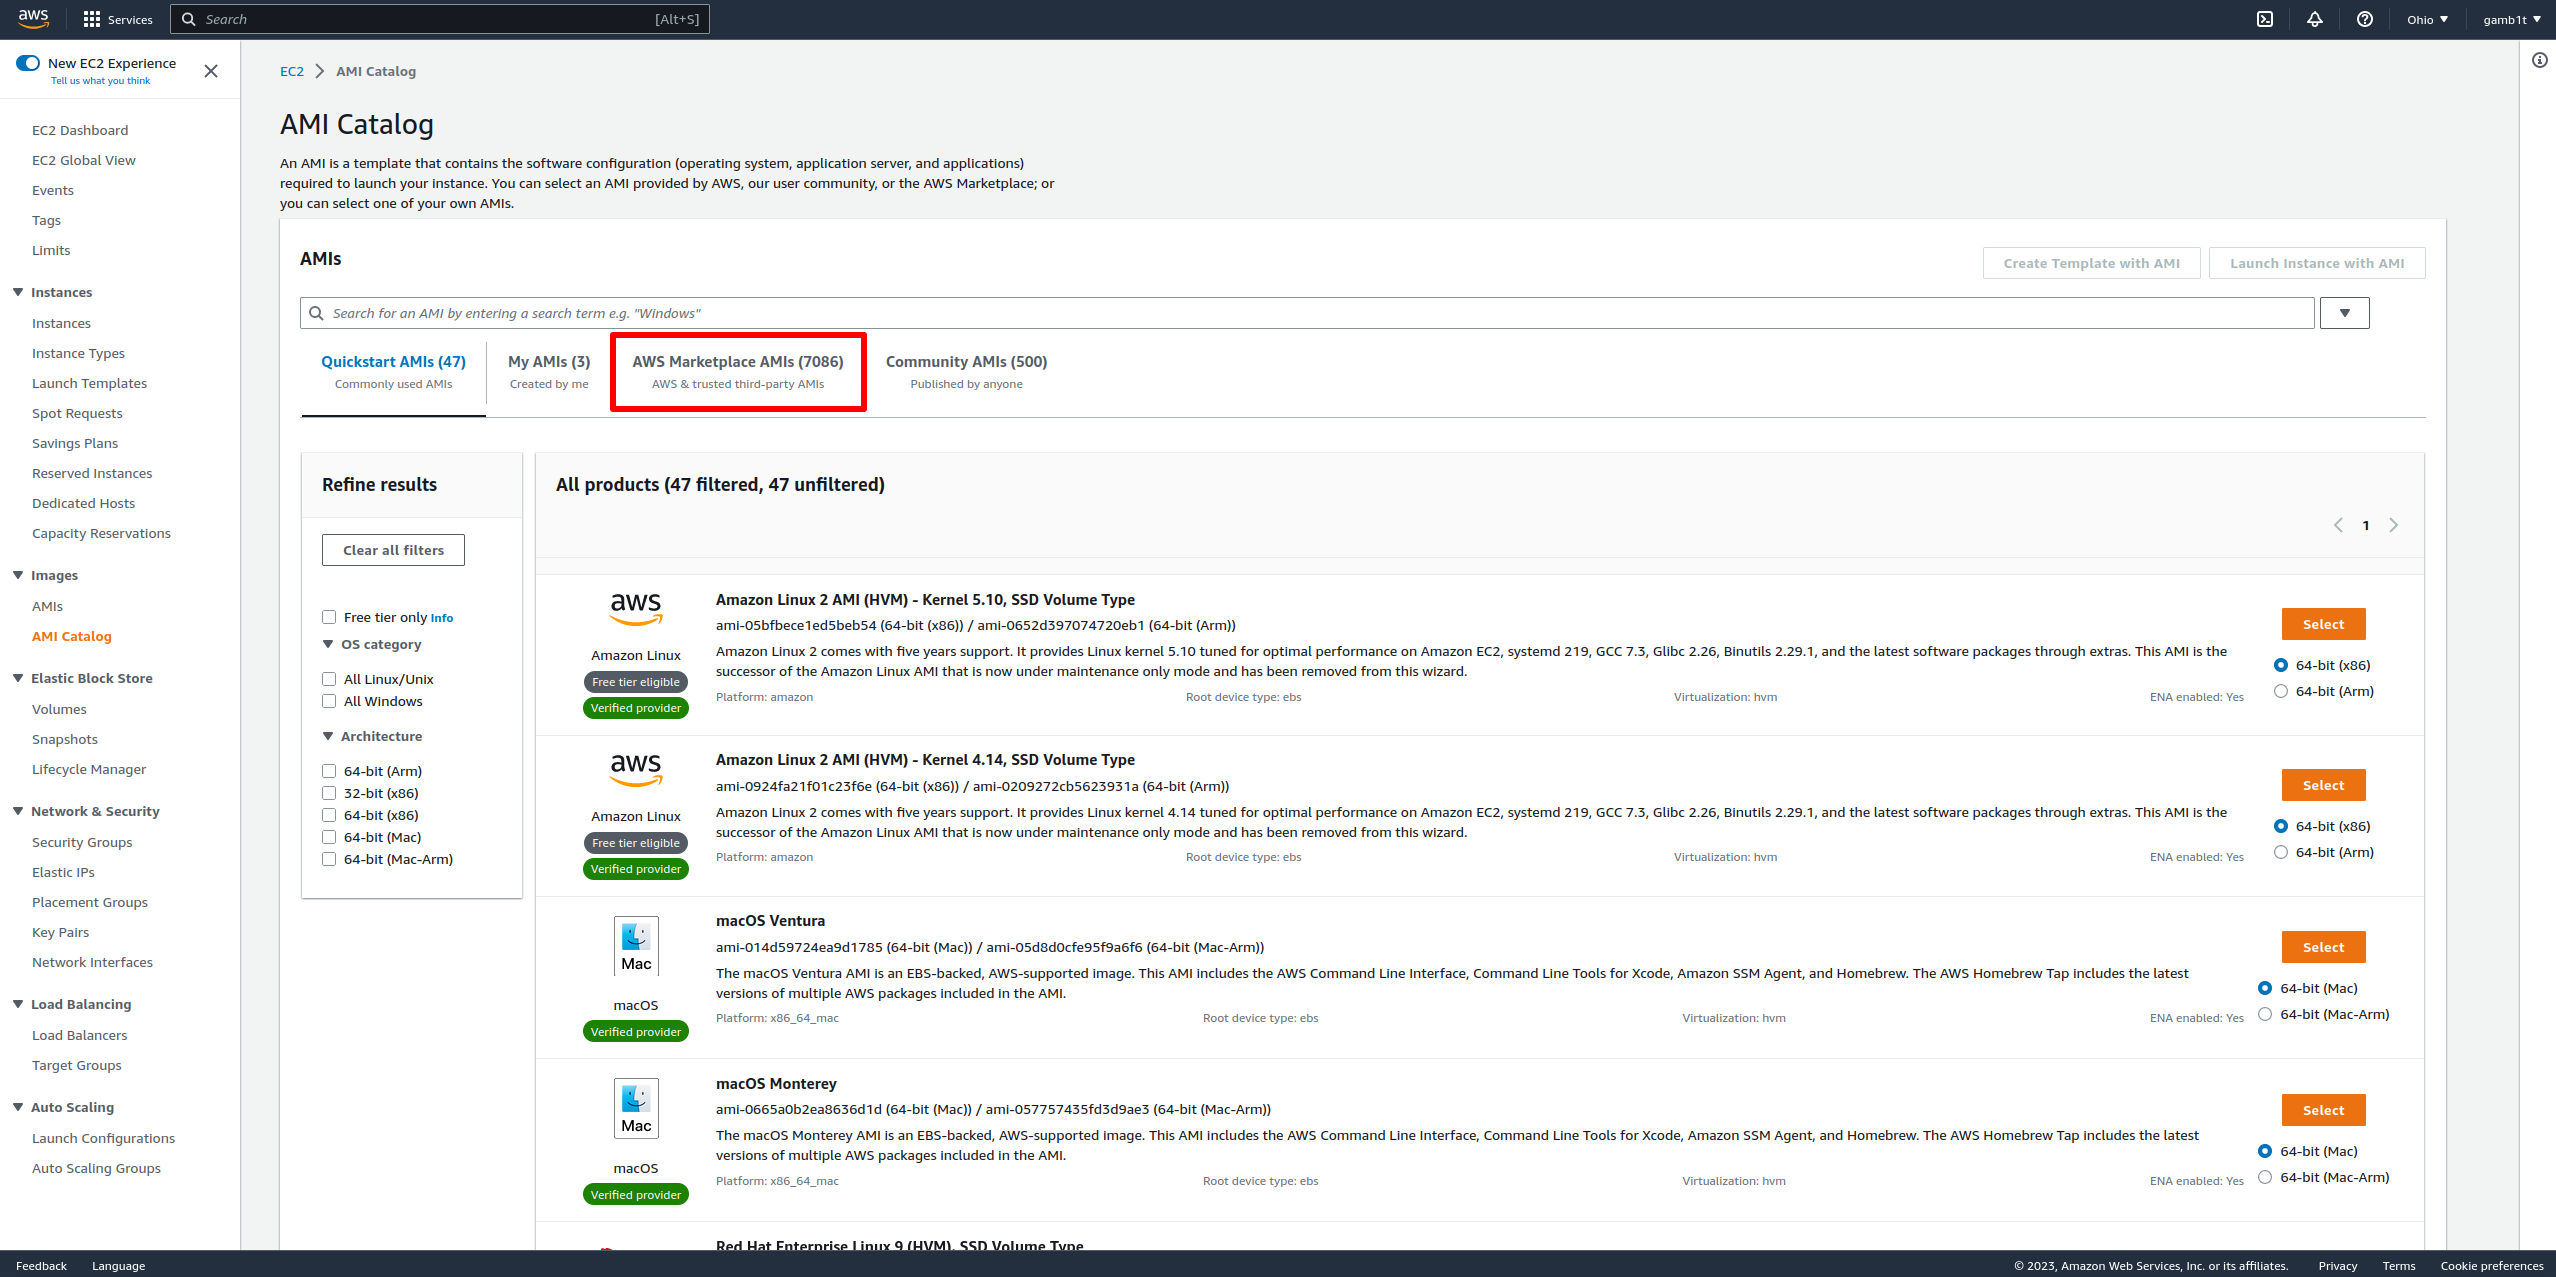 aws
Services
Search
[Alt+S]
Ohio ▼
gamb1t ▼
New EC2 Experience
Tell us what you think
EC2 Dashboard
EC2 Global View
Events
Tags
Limits
Instances
Instances
Instance Types
Launch Templates
Spot Requests
Savings Plans
Reserved Instances
Dedicated Hosts
Capacity Reservations
Images
AMIs
AMI Catalog
Elastic Block Store
Volumes
Snapshots
Lifecycle Manager
Network & Security
Security Groups
Elastic IPs
Placement Groups
Key Pairs
Network Interfaces
Load Balancing
Load Balancers
Target Groups
Auto Scaling
Launch Configurations
Auto Scaling Groups
EC2 > AMI Catalog
AMI Catalog
An AMI is a template that contains the software configuration (operating system, application server, and applications)
required to launch your instance. You can select an AMI provided by AWS, our user community, or the AWS Marketplace; or
you can select one of your own AMIs.
AMIs
Create Template with AMI
Launch Instance with AMI
Search for an AMI by entering a search term e.g. "Windows"
Quickstart AMIs (47)
Commonly used AMIs
My AMIs (3)
Created by me
AWS Marketplace AMIs (7086)
AWS & trusted third-party AMIs
Community AMIs (500)
Published by anyone
Refine results
Clear all filters
Free tier only Info
OS category
All Linux/Unix
All Windows
Architecture
64-bit (Arm)
32-bit (x86)
64-bit (x86)
64-bit (Mac)
64-bit (Mac-Arm)
All products (47 filtered, 47 unfiltered)
1
aws
Amazon Linux
Free tier eligible
Verified provider
Amazon Linux 2 AMI (HVM) - Kernel 5.10, SSD Volume Type
ami-05bfbece1ed5beb54 (64-bit (x86)) / ami-0652d397074720eb1 (64-bit (Arm))
Amazon Linux 2 comes with five years support. It provides Linux kernel 5.10 tuned for optimal performance on Amazon EC2, systemd 219, GCC 7.3, Glibc 2.26, Binutils 2.29.1, and the latest software packages through extras. This AMI is the
successor of the Amazon Linux AMI that is now under maintenance only mode and has been removed from this wizard.
Platform: amazon
Root device type: ebs
Virtualization: hvm
ENA enabled: Yes
Select
64-bit (x86)
64-bit (Arm)
aws
Amazon Linux
Free tier eligible
Verified provider
Amazon Linux 2 AMI (HVM) - Kernel 4.14, SSD Volume Type
ami-0924fa21f01c23f6e (64-bit (x86)) / ami-0209272cb5623931a (64-bit (Arm))
Amazon Linux 2 comes with five years support. It provides Linux kernel 4.14 tuned for optimal performance on Amazon EC2, systemd 219, GCC 7.3, Glibc 2.26, Binutils 2.29.1, and the latest software packages through extras. This AMI is the
successor of the Amazon Linux AMI that is now under maintenance only mode and has been removed from this wizard.
Platform: amazon
Root device type: ebs
Virtualization: hvm
ENA enabled: Yes
Select
64-bit (x86)
64-bit (Arm)
Mac
macOS
Verified provider
macOS Ventura
ami-014d59724ea9d1785 (64-bit (Mac)) / ami-05d8d0cfe95f9a6f6 (64-bit (Mac-Arm))
The macOS Ventura AMI is an EBS-backed, AWS-supported image. This AMI includes the AWS Command Line Interface, Command Line Tools for Xcode, Amazon SSM Agent, and Homebrew. The AWS Homebrew Tap includes the latest
versions of multiple AWS packages included in the AMI.
Platform: x86_64_mac
Root device type: ebs
Virtualization: hvm
ENA enabled: Yes
Select
64-bit (Mac)
64-bit (Mac-Arm)
Mac
macOS
Verified provider
macOS Monterey
ami-0665a0b2ea8636d1d (64-bit (Mac)) / ami-057757435fd3d9ae3 (64-bit (Mac-Arm))
The macOS Monterey AMI is an EBS-backed, AWS-supported image. This AMI includes the AWS Command Line Interface, Command Line Tools for Xcode, Amazon SSM Agent, and Homebrew. The AWS Homebrew Tap includes the latest
versions of multiple AWS packages included in the AMI.
Platform: x86_64_mac
Root device type: ebs
Virtualization: hvm
ENA enabled: Yes
Select
64-bit (Mac)
64-bit (Mac-Arm)
Red Hat Enterprise Linux 9 (HVM), SSD Volume Type
Feedback
Language
© 2023, Amazon Web Services, Inc. or its affiliates.
Privacy
Terms
Cookie preferences